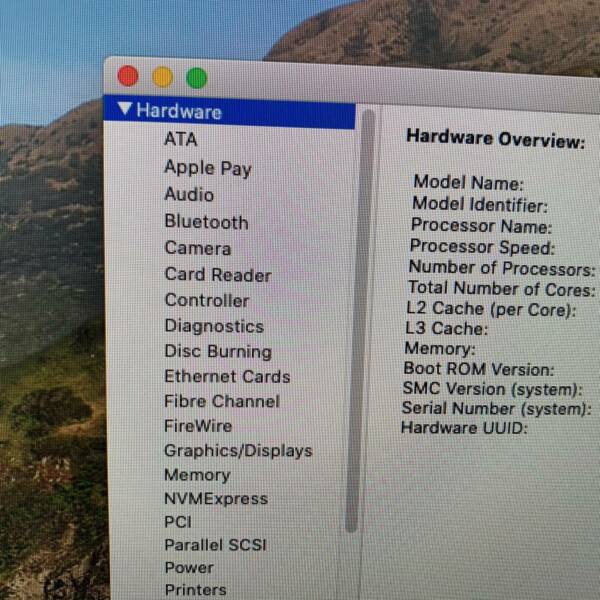 Hardware
ATA
Apple Pay
Audio
Bluetooth
Camera
Card Reader
Controller
Diagnostics
Disc Burning
Ethernet Cards
Fibre Channel
FireWire
Graphics/Displays
Memory
NVMExpress
PCI
Parallel SCSI
Power
Printers
Hardware Overview:
Model Name:
Model Identifier:
Processor Name:
Processor Speed:
Number of Processors:
Total Number of Cores:
L2 Cache (per Core):
L3 Cache:
Memory:
Boot ROM Version:
SMC Version (system):
Serial Number (system):
Hardware UUID: